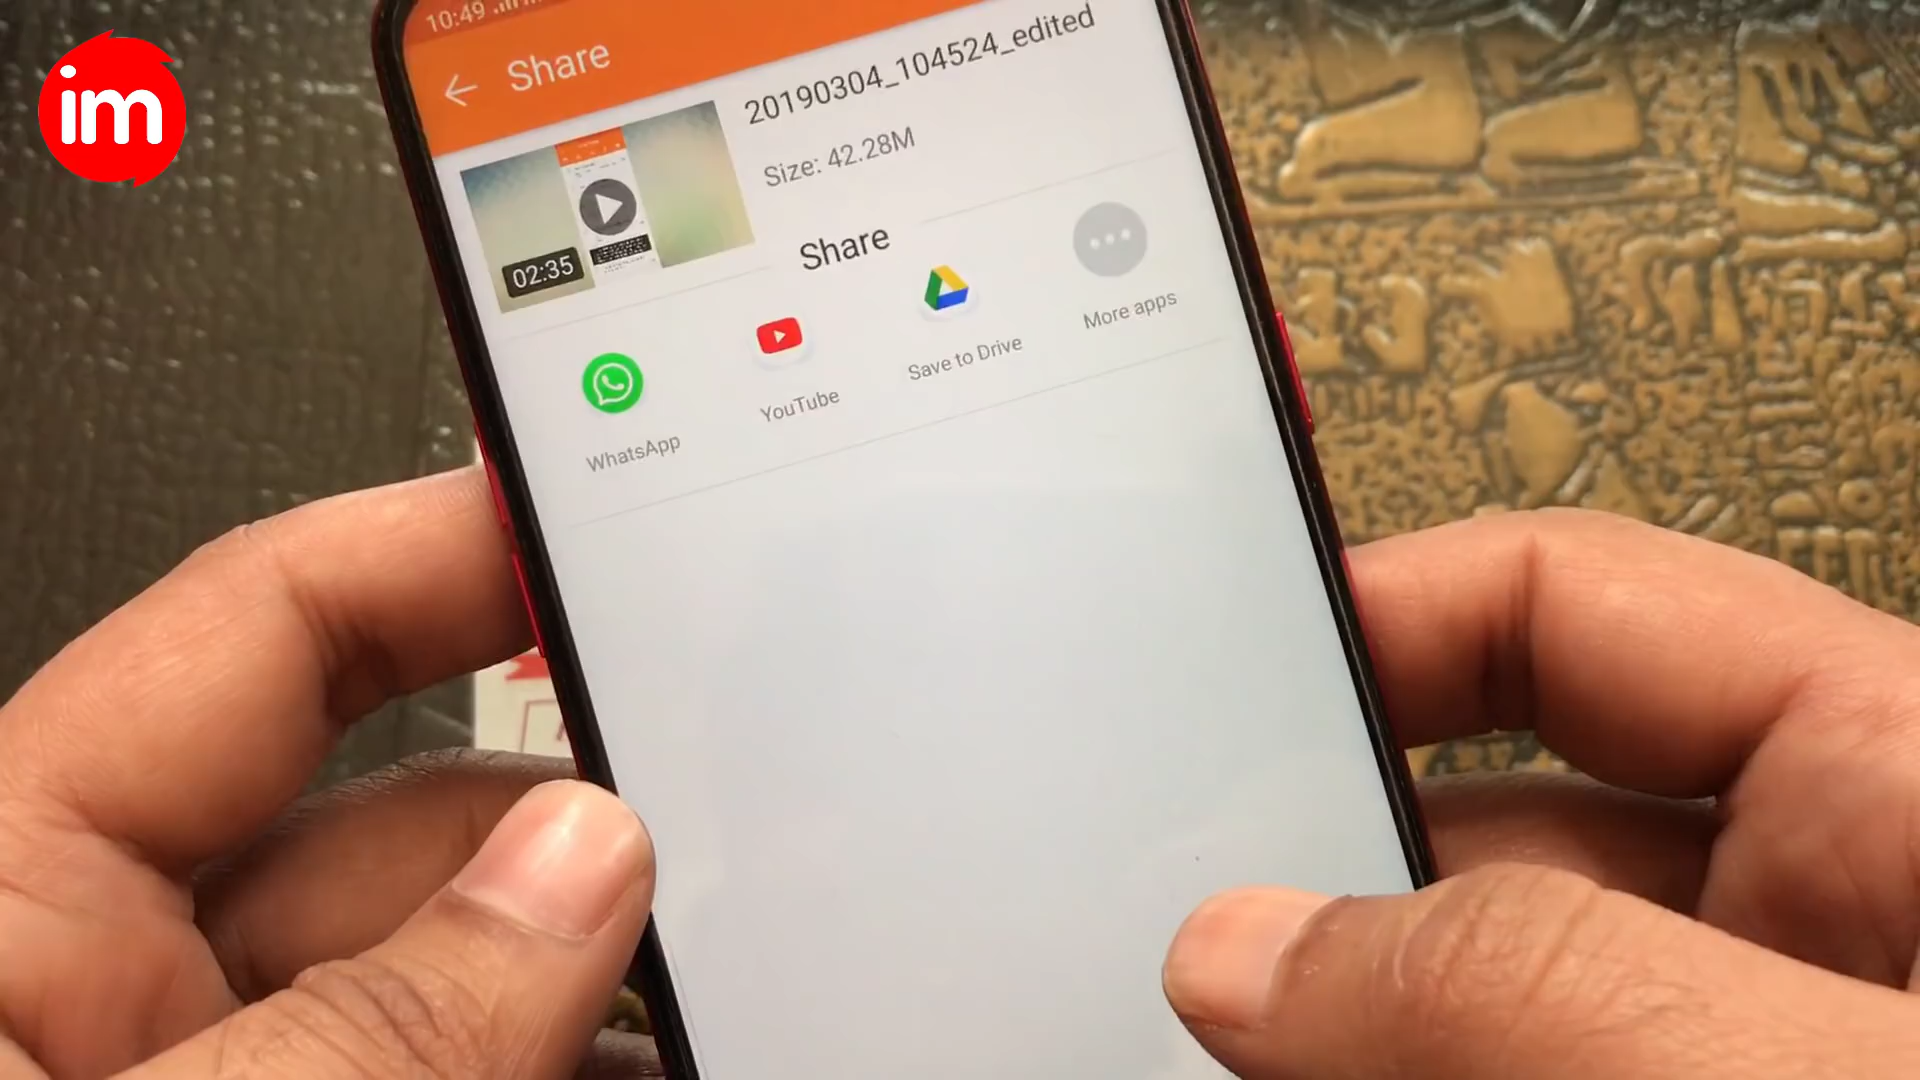 im
10:49
Share
20190304_104524_edited
Size: 42.28M
02:35
Share
WhatsApp
YouTube
Save to Drive
More apps